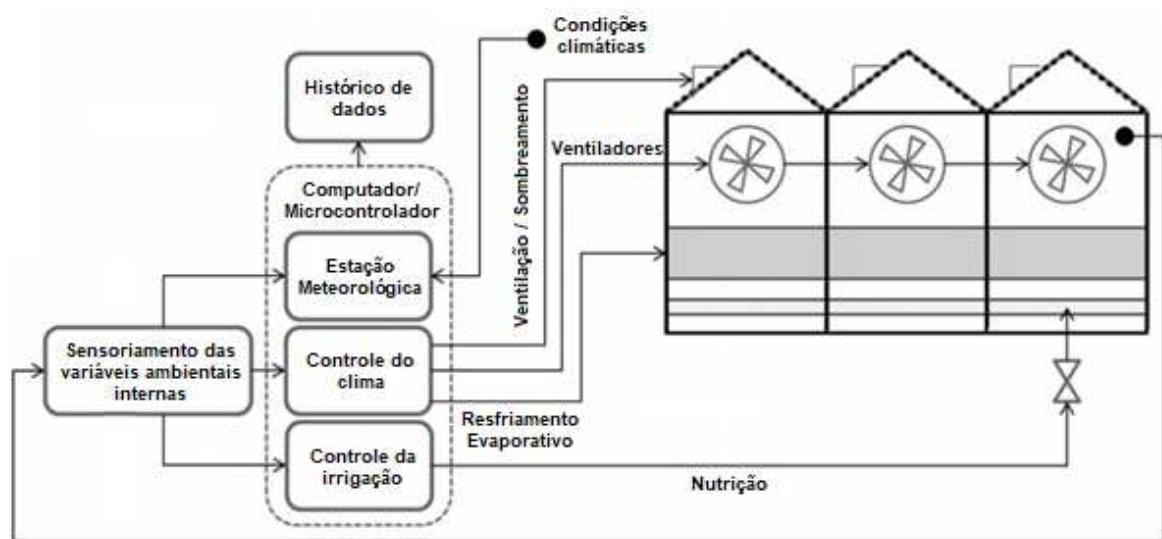 Condições
climáticas
Histórico de
dados
Ventilação / Sombreamento
Ventiladores
Computador/
Microcontrolador
Estação
Meteorológica
Sensoriamento das
variáveis ambientais
internas
Controle do
clima
Resfriamento
Evaporativo
Controle da
irrigação
Nutrição